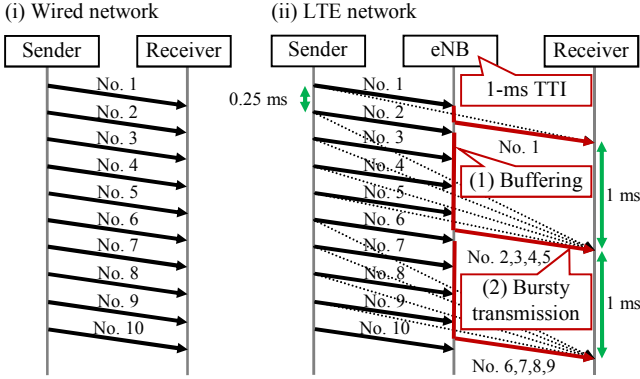 (i) Wired network
Sender
Receiver
No. 1
No. 2
No. 3
No. 4
No. 5
No. 6
No. 7
No. 8
No. 9
No. 10
(ii) LTE network
Sender
eNB
Receiver
0.25 ms
No. 1
No. 2
No. 3
No. 4
No. 5
No. 6
No. 7
No. 8
No. 9
No. 10
1-ms TTI
No. 1
(1) Buffering
1 ms
No. 2,3,4,5
(2) Bursty
transmission
1 ms
No. 6,7,8,9